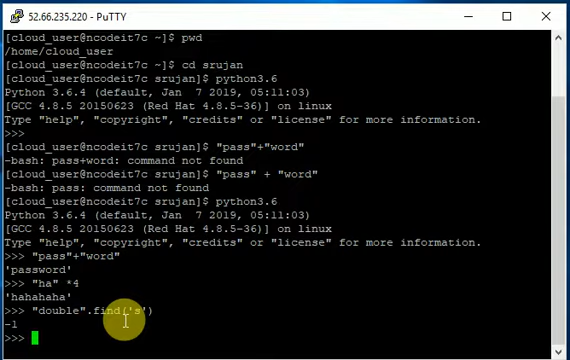 52.66.235.220 - PuTTY
[cloud_user@ncodeit7c ~]$ pwd
/home/cloud_user
[cloud_user@ncodeit7c ~]$ cd srujan
[cloud_user@ncodeit7c srujan]$ python3.6
Python 3.6.4 (default, Jan  7 2019, 05:11:03)
[GCC 4.8.5 20150623 (Red Hat 4.8.5-36)] on linux
Type "help", "copyright", "credits" or "license" for more information.
>>>
[cloud_user@ncodeit7c srujan]$ "pass"+"word"
-bash: pass+word: command not found
[cloud_user@ncodeit7c srujan]$ "pass" + "word"
-bash: pass: command not found
[cloud_user@ncodeit7c srujan]$ python3.6
Python 3.6.4 (default, Jan  7 2019, 05:11:03)
[GCC 4.8.5 20150623 (Red Hat 4.8.5-36)] on linux
Type "help", "copyright", "credits" or "license" for more information.
>>> "pass"+"word"
'password'
>>> "ha" *4
'hahahaha'
>>> "double".find('s')
-1
>>>